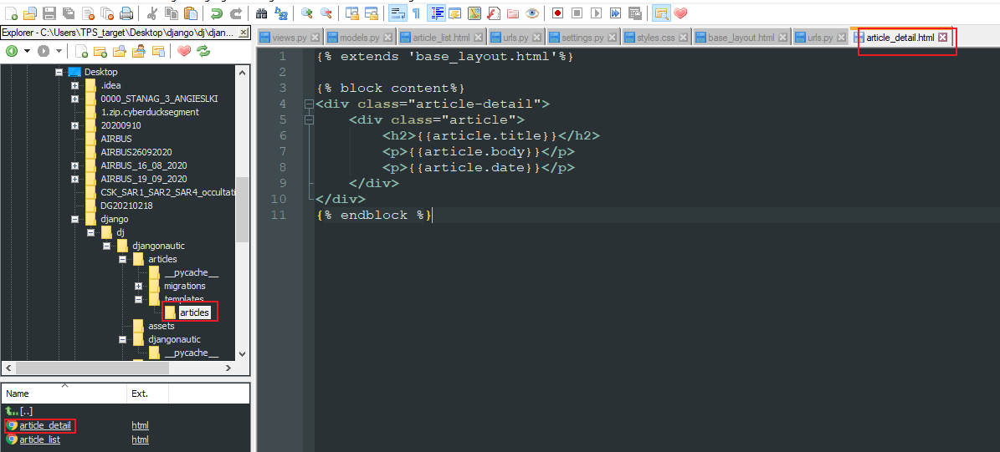 Explorer - C:\Users\TPS_target\Desktop\django\dj\djan...
views.py
models.py
article_list.html
urls.py
settings.py
styles.css
base_layout.html
urls.py
article_detail.html
Desktop
.idea
0000_STANAG_3_ANGIESLKI
1.zip.cyberducksegment
20200910
AIRBUS
AIRBUS26092020
AIRBUS_16_08_2020
AIRBUS_19_09_2020
CSK_SAR1_SAR2_SAR4_occultati
DG20210218
django
dj
djangonautic
articles
__pycache__
migrations
templates
articles
assets
djangonautic
__pycache__
Name Ext.
[..]
article_detail html
article_list html
1 {% extends 'base_layout.html'%}
2
3 {% block content%}
4 <div class="article-detail">
5 <div class="article">
6 <h2>{{article.title}}</h2>
7 <p>{{article.body}}</p>
8 <p>{{article.date}}</p>
9 </div>
10 </div>
11 {% endblock %}